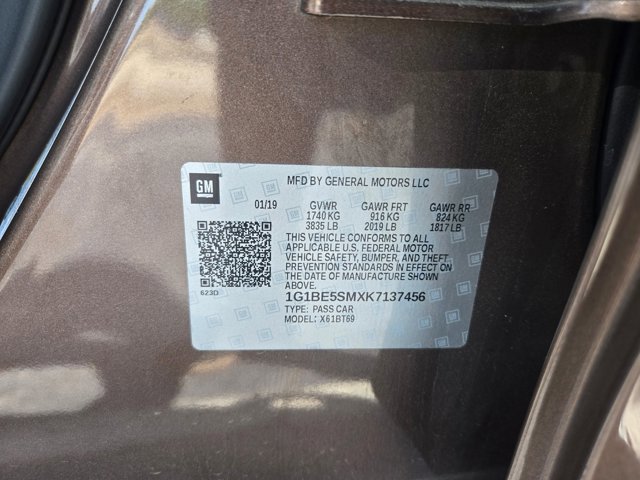 GM
MFD BY GENERAL MOTORS LLC
01/19 GVWR GAWR FRT GAWR RR
1740 KG 916 KG 824 KG
3835 LB 2019 LB 1817 LB
THIS VEHICLE CONFORMS TO ALL
APPLICABLE U.S. FEDERAL MOTOR
VEHICLE SAFETY, BUMPER, AND THEFT
PREVENTION STANDARDS IN EFFECT ON
THE DATE OF MANUFACTURE SHOWN
ABOVE.
623D
1G1BE5SMXK7137456
TYPE: PASS CAR
MODEL: X61BT69